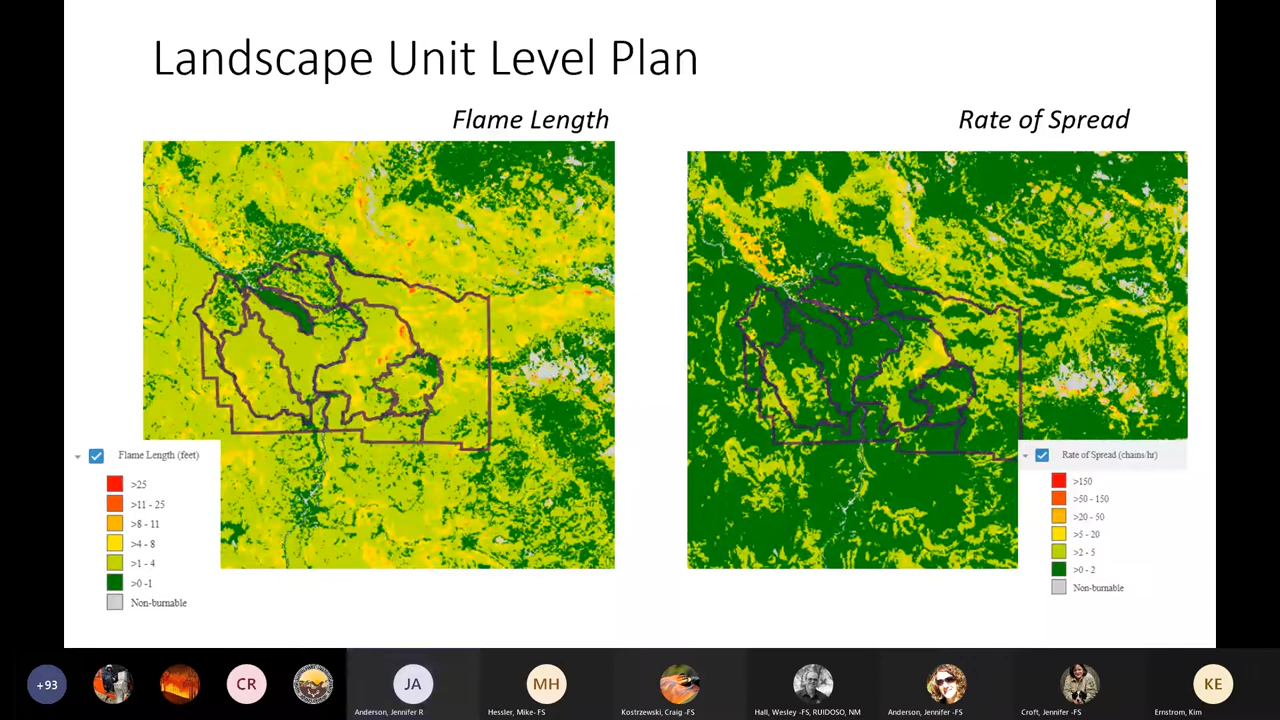 Landscape Unit Level Plan
Flame Length
Rate of Spread
Flame Length (feet)
>25
>11 - 25
>8 - 11
>4 - 8
>1 - 4
>0 -1
Non-burnable
Rate of Spread (chains/hr)
>150
>50 - 150
>20 - 50
>5 - 20
>2 - 5
>0 - 2
Non-burnable
+93
CR
JA
MH
KE
Anderson, Jennifer R
Hessler, Mike- FS
Kostrzewski, Craig -FS
Hall, Wesley -FS, RUIDOSO, NM
Anderson, Jennifer -FS
Croft, Jennifer -FS
Ernstrom, Kim